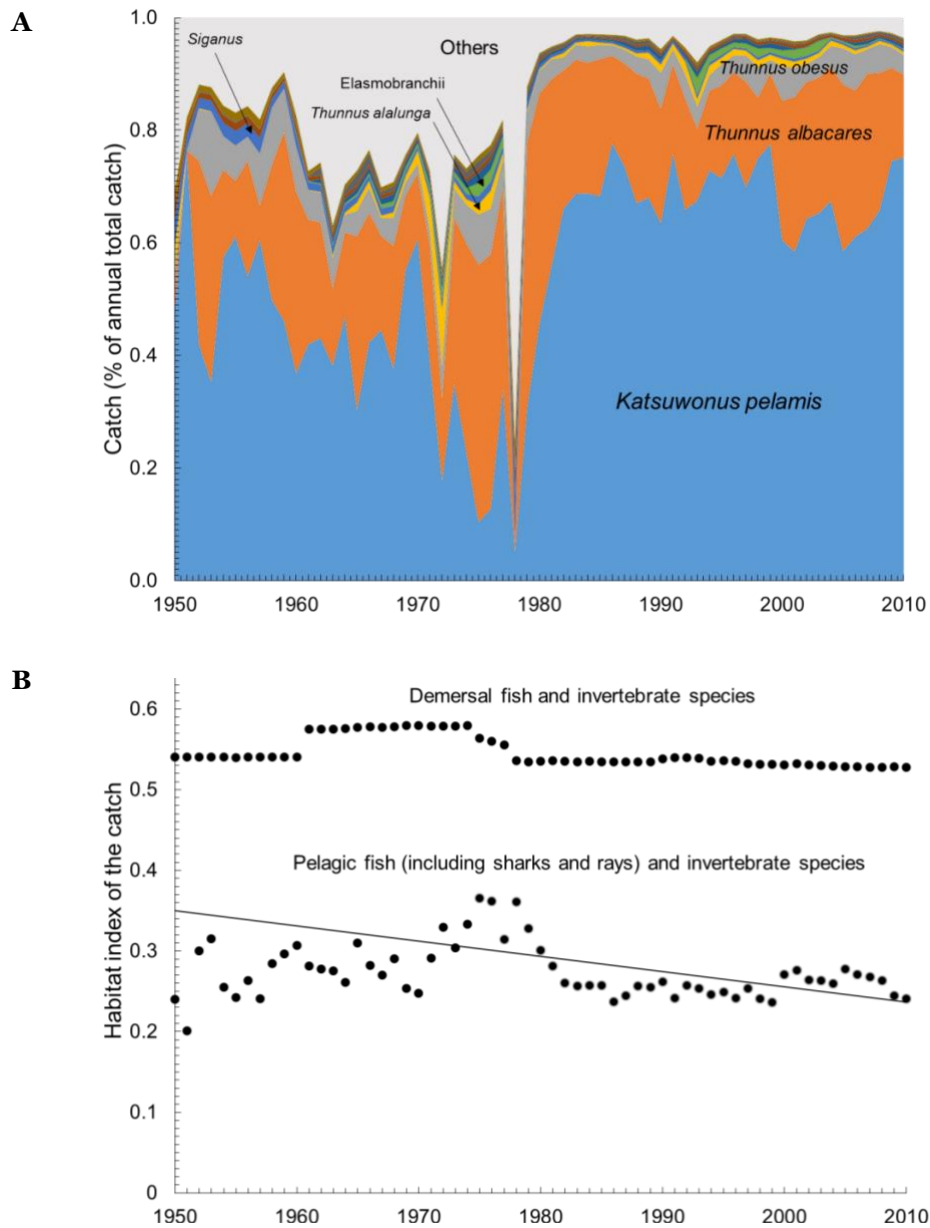 A
1.0
Siganus
Others
Elasmobranchii
Thunnus alalunga
Thunnus obesus
0.8
Thunnus albacares
0.6
0.4
Katsuwonus pelamis
0.2
0.0
Catch (% of annual total catch)
1950 1960 1970 1980 1990 2000 2010
B
Demersal fish and invertebrate species
0.6
0.5
0.4
Pelagic fish (including sharks and rays) and invertebrate species
0.3
0.2
0.1
0
Habitat index of the catch
1950 1960 1970 1980 1990 2000 2010